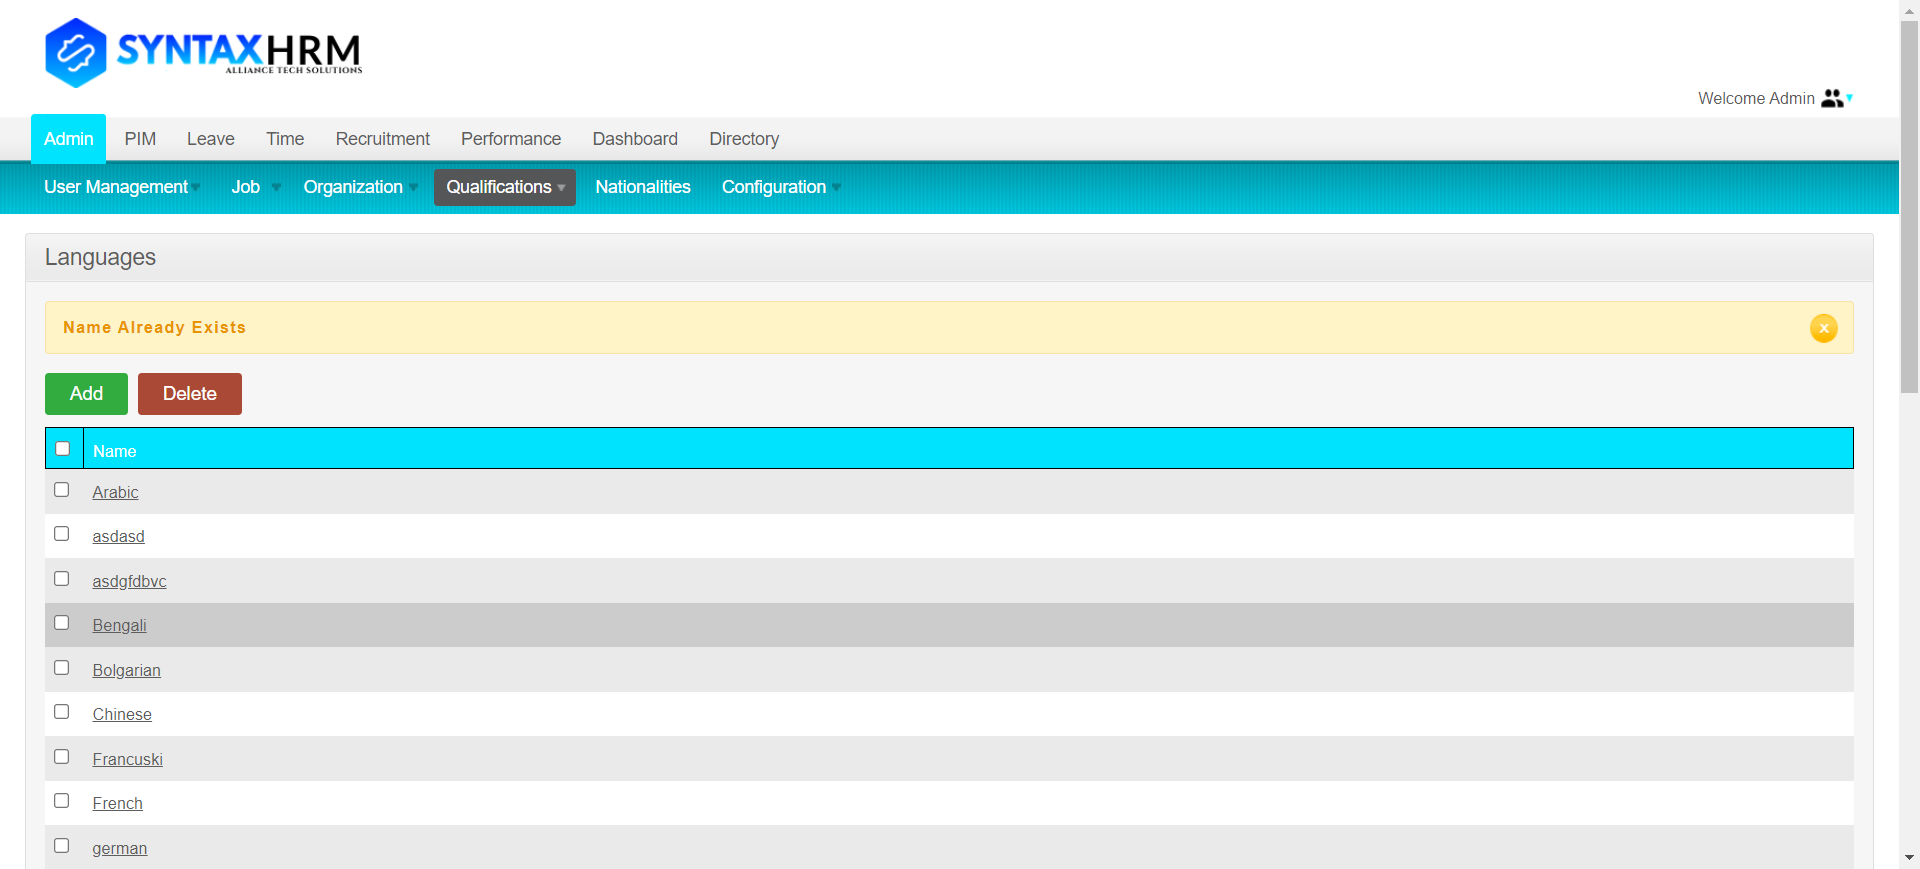 SYNTAXHRM
ALLIANCE TECH SOLUTIONS
Welcome Admin
Admin PIM Leave Time Recruitment Performance Dashboard Directory
User Management Job Organization Qualifications Nationalities Configuration
Languages
Name Already Exists
x
Add Delete
Name
Arabic
asdasd
asdgfdbvc
Bengali
Bolgarian
Chinese
Francuski
French
german